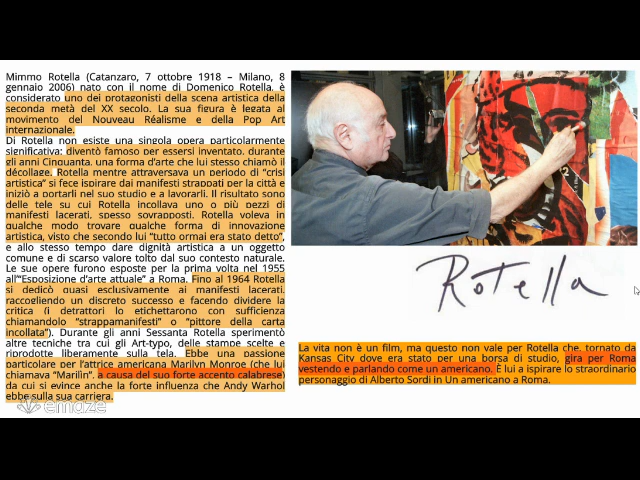 Mimmo Rotella (Catanzaro, 7 ottobre 1918 – Milano, 8
gennaio 2006) nato con il nome di Domenico Rotella, è
considerato uno dei protagonisti della scena artistica della
seconda metà del XX secolo. La sua figura è legata al
movimento del Nouveau Réalisme e della Pop Art
internazionale.
Di Rotella non esiste una singola opera particolarmente
significativa: diventò famoso per essersi inventato, durante
gli anni Cinquanta, una forma d'arte che lui stesso chiamò il
décollage. Rotella mentre attraversava un periodo di “crisi
artistica” si fece ispirare dai manifesti strappati per la città e
iniziò a portarli nel suo studio e a lavorarli. Il risultato sono
delle tele su cui Rotella incollava uno o più pezzi di
manifesti lacerati, spesso sovrapposti. Rotella voleva in
qualche modo trovare qualche forma di innovazione
artistica, visto che secondo lui “tutto ormai era stato detto”,
e allo stesso tempo dare dignità artistica a un oggetto
comune e di scarso valore tolto dal suo contesto naturale.
Le sue opere furono esposte per la prima volta nel 1955
all'“Esposizione d'arte attuale” a Roma. Fino al 1964 Rotella
si dedicò quasi esclusivamente ai manifesti lacerati,
raccogliendo un discreto successo e facendo dividere la
critica (i detrattori lo etichettarono con sufficienza
chiamandolo “strappamanifesti” o “pittore della carta
incollata”). Durante gli anni Sessanta Rotella sperimentò
altre tecniche tra cui gli Art-typo, delle stampe scelte e
riprodotte liberamente sulla tela. Ebbe una passione
particolare per l'attrice americana Marilyn Monroe (che lui
chiamava “Marilìn”, a causa del suo forte accento calabrese)
da cui si evince anche la forte influenza che Andy Warhol
ebbe sulla sua carriera.
emaze
Rotella
La vita non è un film, ma questo non vale per Rotella che, tornato da
Kansas City dove era stato per una borsa di studio, gira per Roma
vestendo e parlando come un americano. È lui a ispirare lo straordinario
personaggio di Alberto Sordi in Un americano a Roma.